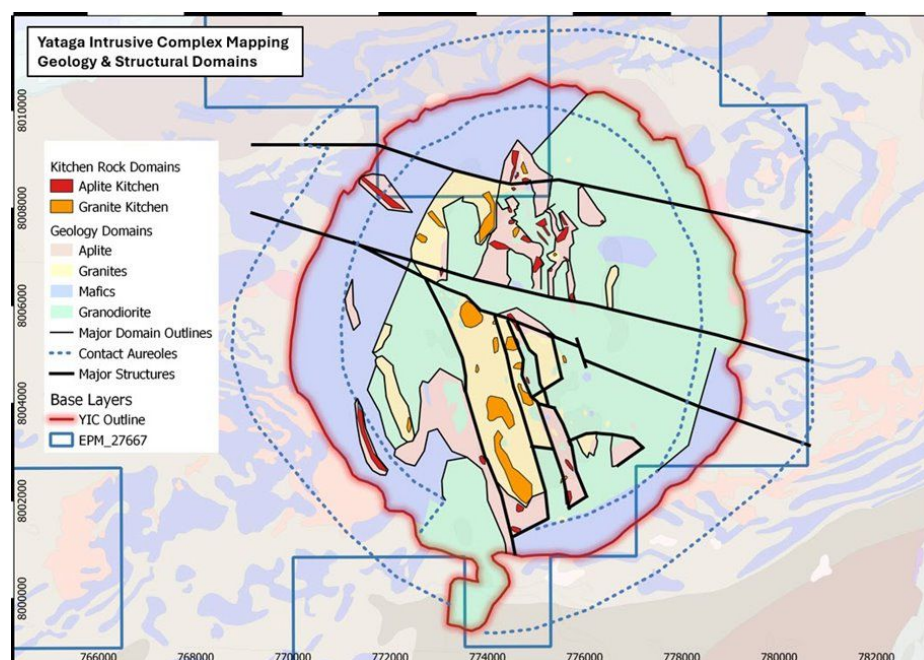 Yataga Intrusive Complex Mapping
Geology & Structural Domains
Kitchen Rock Domains
Aplite Kitchen
Granite Kitchen
Geology Domains
Aplite
Granites
Mafics
Granodiorite
Major Domain Outlines
Contact Aureoles
Major Structures
Base Layers
YIC Outline
EPM_27667
8010000
8008000
8006000
8004000
8002000
8000000
766000 768000 770000 772000 774000 776000 778000 780000 782000